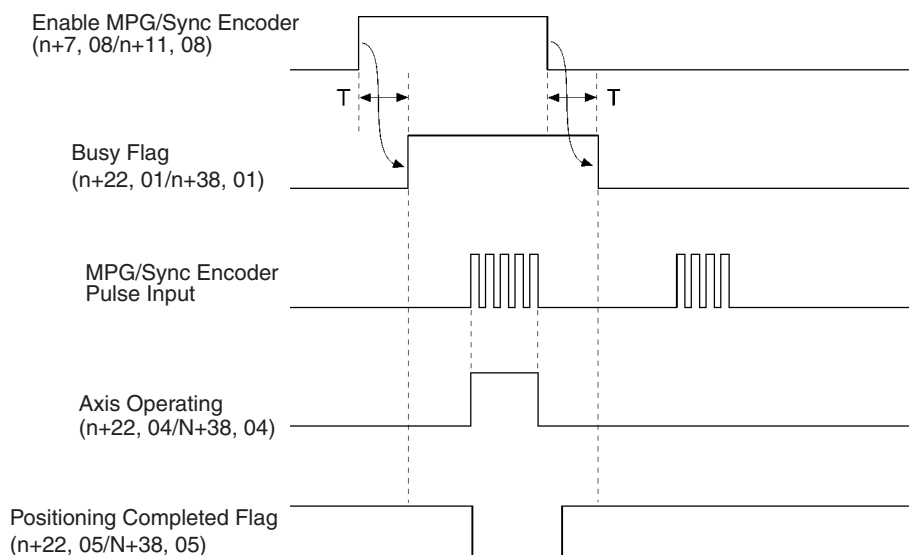 Enable MPG/Sync Encoder
(n+7, 08/n+11, 08)
T
T
Busy Flag
(n+22, 01/n+38, 01)
MPG/Sync Encoder
Pulse Input
Axis Operating
(n+22, 04/N+38, 04)
Positioning Completed Flag
(n+22, 05/N+38, 05)